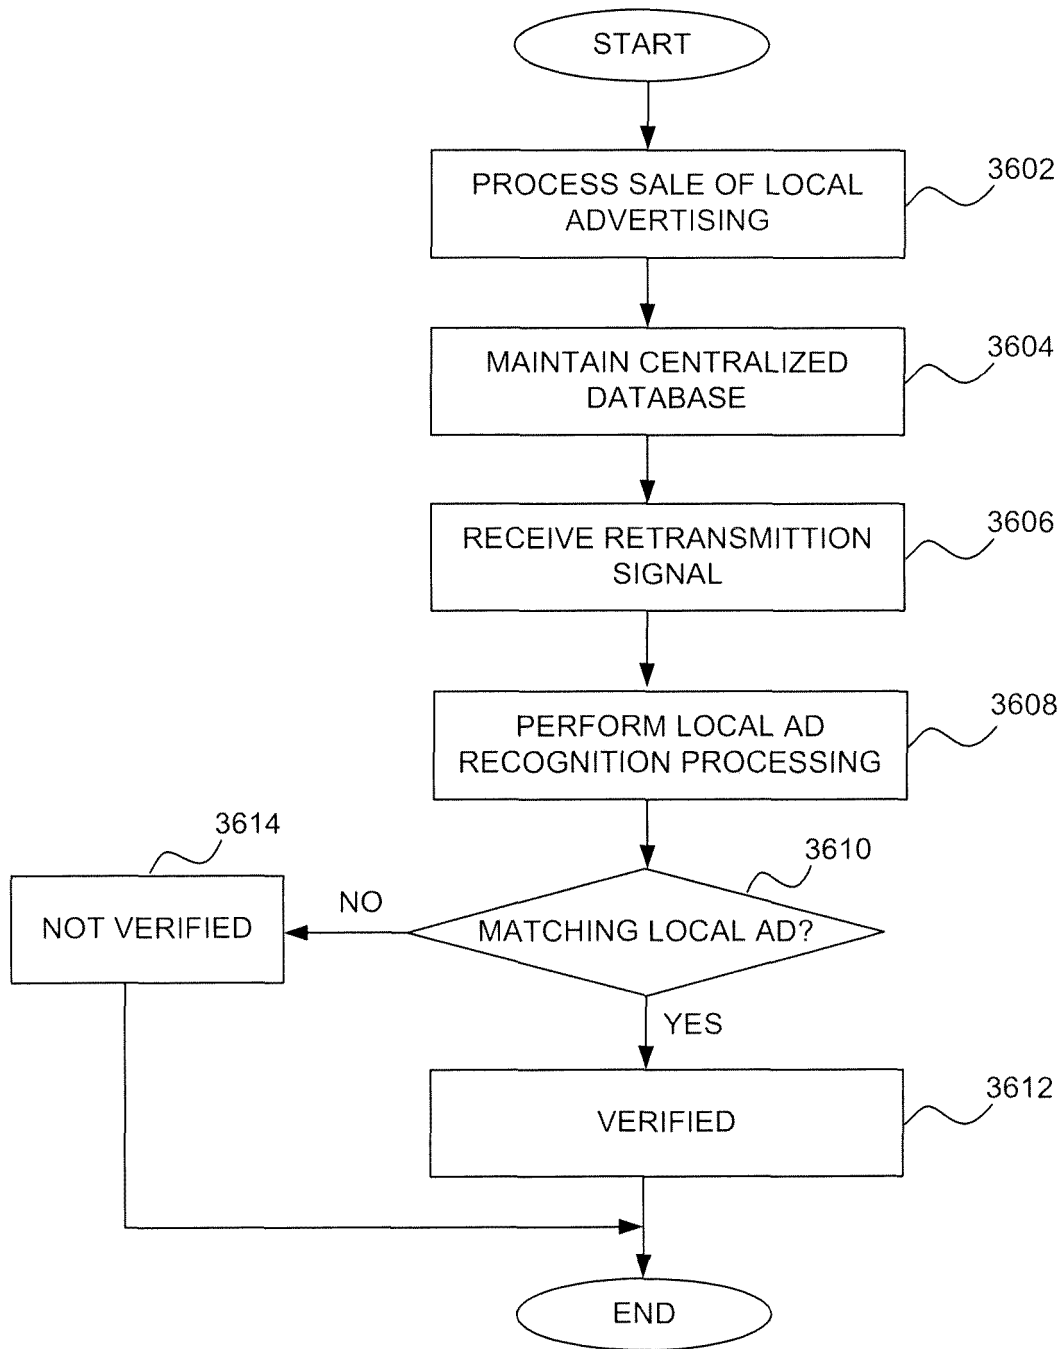 START
PROCESS SALE OF LOCAL
ADVERTISING
3602
MAINTAIN CENTRALIZED
DATABASE
3604
RECEIVE RETRANSMITTION
SIGNAL
3606
PERFORM LOCAL AD
RECOGNITION PROCESSING
3608
MATCHING LOCAL AD?
3610
NO
NOT VERIFIED
3614
YES
VERIFIED
3612
END